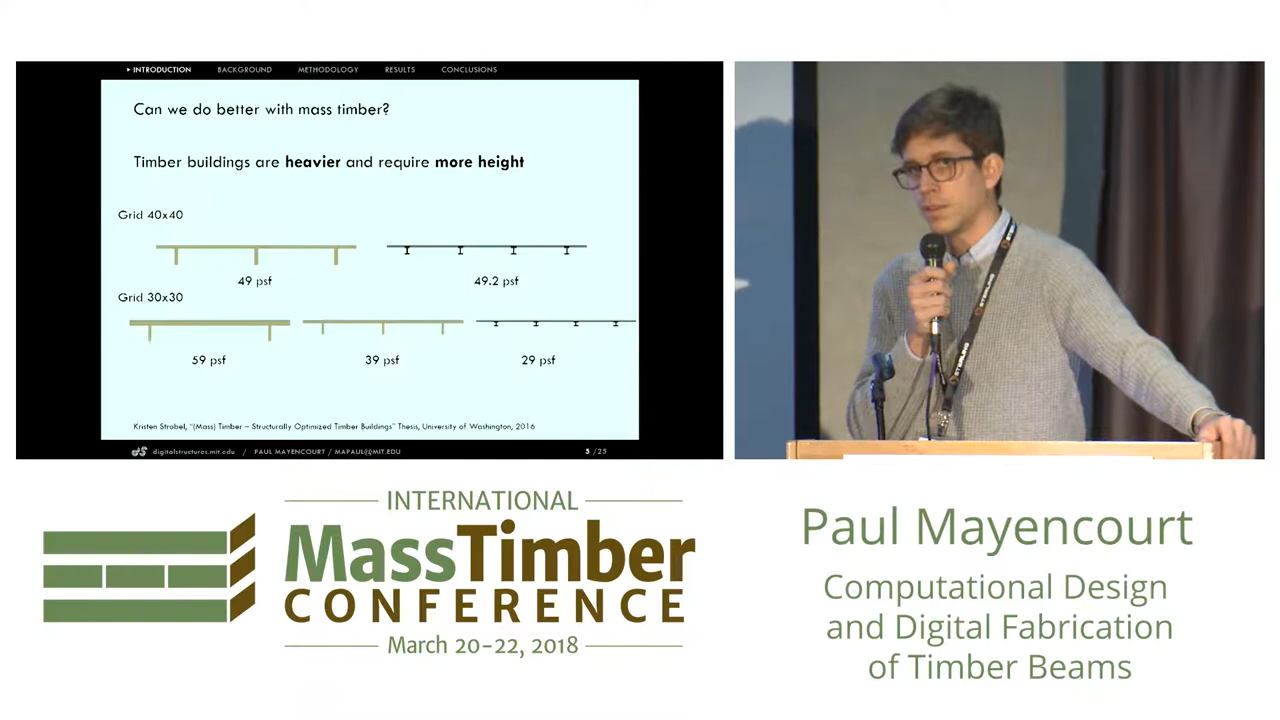 ▸ INTRODUCTION BACKGROUND METHODOLOGY RESULTS CONCLUSIONS
Can we do better with mass timber?
Timber buildings are heavier and require more height
Grid 40x40
49 psf 49.2 psf
Grid 30x30
59 psf 39 psf 29 psf
Kristen Strobel, "(Mass) Timber – Structurally Optimized Timber Buildings" Thesis, University of Washington, 2016
digitalstructures.mit.edu / PAUL MAYENCOURT / MAPAUL@MIT.EDU 5 /25
STERLING
STERLING
INTERNATIONAL
MassTimber
CONFERENCE
March 20-22, 2018
Paul Mayencourt
Computational Design
and Digital Fabrication
of Timber Beams